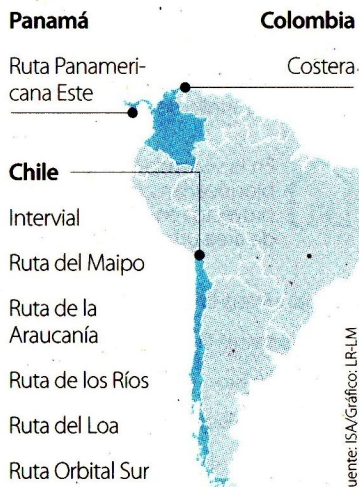 Panamá
Ruta Panameri-
cana Este
Colombia
Costera
Chile
Intervial
Ruta del Maipo
Ruta de la
Araucanía
Ruta de los Ríos
Ruta del Loa
Ruta Orbital Sur
uente: ISA/Gráfico: LR-LM